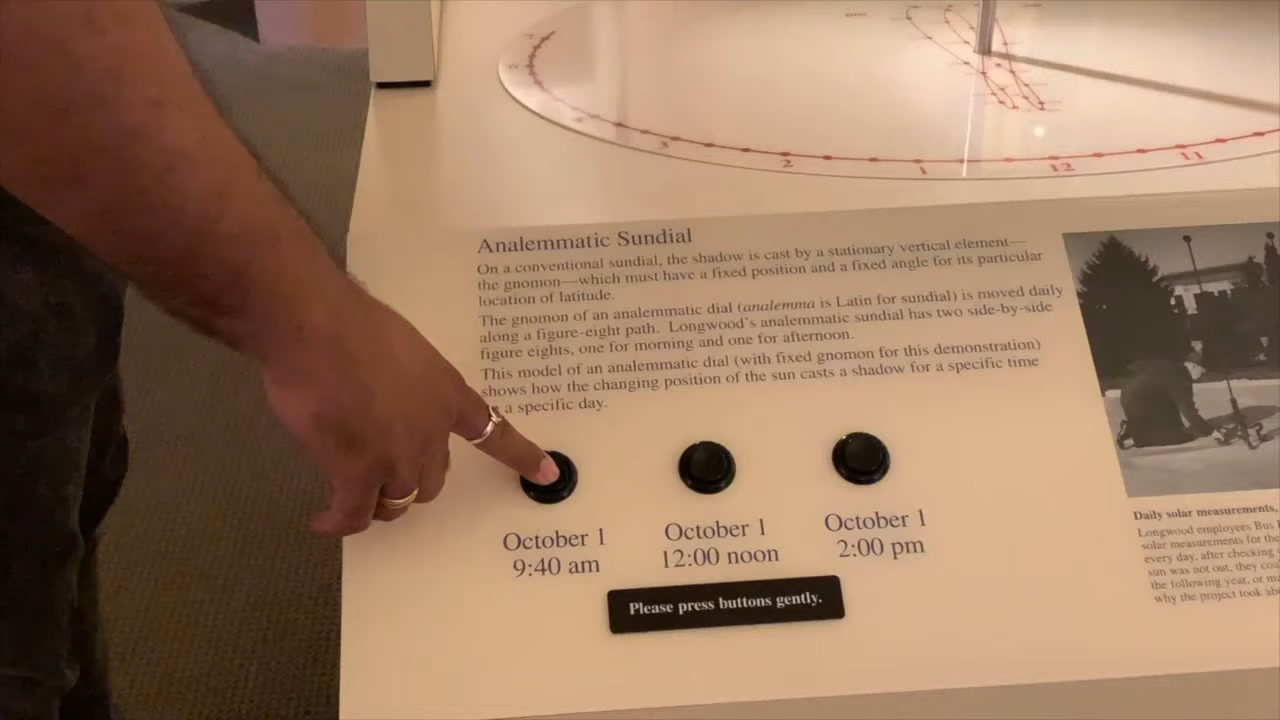 3
2
1
12
11
Analemmatic Sundial
On a conventional sundial, the shadow is cast by a stationary vertical element—
the gnomon—which must have a fixed position and a fixed angle for its particular
location of latitude.
The gnomon of an analemmatic dial (analemma is Latin for sundial) is moved daily
along a figure-eight path. Longwood's analemmatic sundial has two side-by-side
figure eights, one for morning and one for afternoon.
This model of an analemmatic dial (with fixed gnomon for this demonstration)
shows how the changing position of the sun casts a shadow for a specific time
a specific day.
October 1
9:40 am
October 1
12:00 noon
October 1
2:00 pm
Please press buttons gently.
Daily solar measurements,
Longwood employees Bus
solar measurements for the
every day, after checking
sun was not out, they cou
the following year, or m
why the project took abo